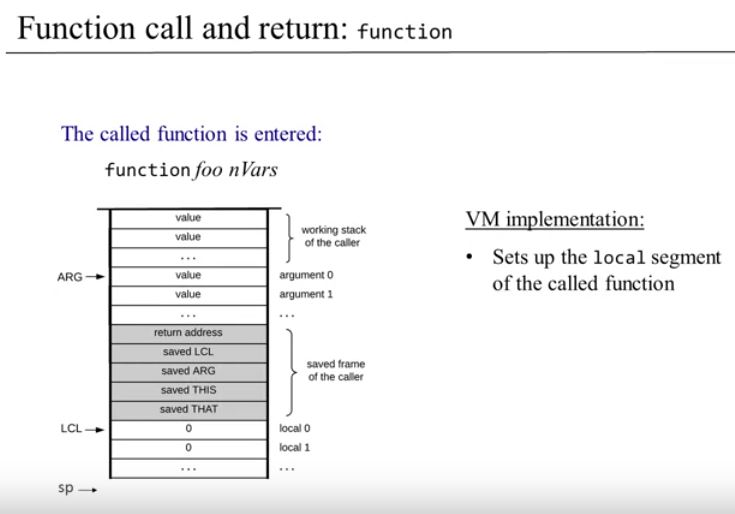 Function call and return: function
The called function is entered:
function foo nVars
value
value
working stack
of the caller
...
ARG value argument 0
value argument 1
... ...
return address
saved LCL
saved ARG
saved frame
of the caller
saved THIS
saved THAT
LCL 0 local 0
0 local 1
... ...
sp
VM implementation:
• Sets up the local segment
of the called function